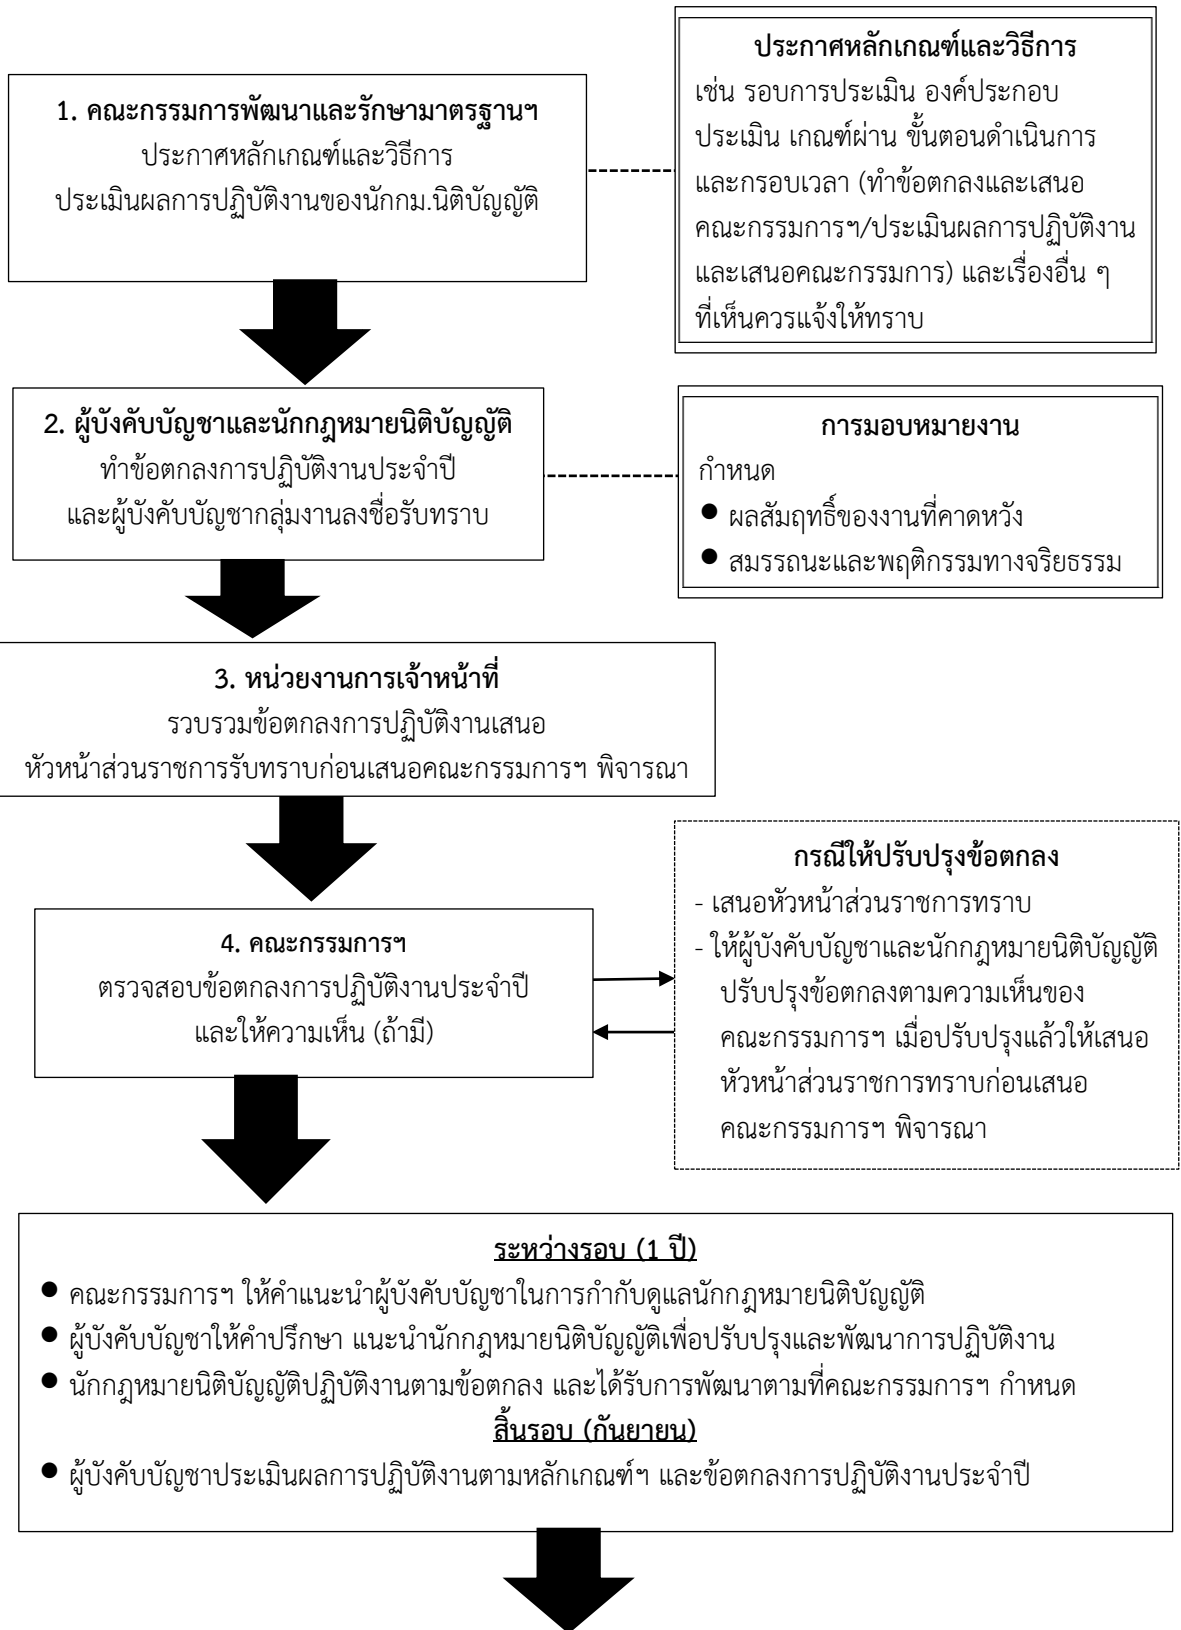 1. คณะกรรมการพัฒนาและรักษามาตรฐานฯ
ประกาศหลักเกณฑ์และวิธีการ
ประเมินผลการปฏิบัติงานของนักกม.นิติบัญญัติ
ประกาศหลักเกณฑ์และวิธีการ
เช่น รอบการประเมิน องค์ประกอบ
ประเมิน เกณฑ์ผ่าน ขั้นตอนดำเนินการ
และกรอบเวลา (ทำข้อตกลงและเสนอ
คณะกรรมการฯ/ประเมินผลการปฏิบัติงาน
และเสนอคณะกรรมการ) และเรื่องอื่น ๆ
ที่เห็นควรแจ้งให้ทราบ
2. ผู้บังคับบัญชาและนักกฎหมายนิติบัญญัติ
ทำข้อตกลงการปฏิบัติงานประจำปี
และผู้บังคับบัญชากลุ่มงานลงชื่อรับทราบ
การมอบหมายงาน
กำหนด
● ผลสัมฤทธิ์ของงานที่คาดหวัง
● สมรรถนะและพฤติกรรมทางจริยธรรม
3. หน่วยงานการเจ้าหน้าที่
รวบรวมข้อตกลงการปฏิบัติงานเสนอ
หัวหน้าส่วนราชการรับทราบก่อนเสนอคณะกรรมการฯ พิจารณา
4. คณะกรรมการฯ
ตรวจสอบข้อตกลงการปฏิบัติงานประจำปี
และให้ความเห็น (ถ้ามี)
กรณีให้ปรับปรุงข้อตกลง
- เสนอหัวหน้าส่วนราชการทราบ
- ให้ผู้บังคับบัญชาและนักกฎหมายนิติบัญญัติ
ปรับปรุงข้อตกลงตามความเห็นของ
คณะกรรมการฯ เมื่อปรับปรุงแล้วให้เสนอ
หัวหน้าส่วนราชการทราบก่อนเสนอ
คณะกรรมการฯ พิจารณา
ระหว่างรอบ (1 ปี)
● คณะกรรมการฯ ให้คำแนะนำผู้บังคับบัญชาในการกำกับดูแลนักกฎหมายนิติบัญญัติ
● ผู้บังคับบัญชาให้คำปรึกษา แนะนำนักกฎหมายนิติบัญญัติเพื่อปรับปรุงและพัฒนาการปฏิบัติงาน
● นักกฎหมายนิติบัญญัติปฏิบัติงานตามข้อตกลง และได้รับการพัฒนาตามที่คณะกรรมการฯ กำหนด
สิ้นรอบ (กันยายน)
● ผู้บังคับบัญชาประเมินผลการปฏิบัติงานตามหลักเกณฑ์ฯ และข้อตกลงการปฏิบัติงานประจำปี